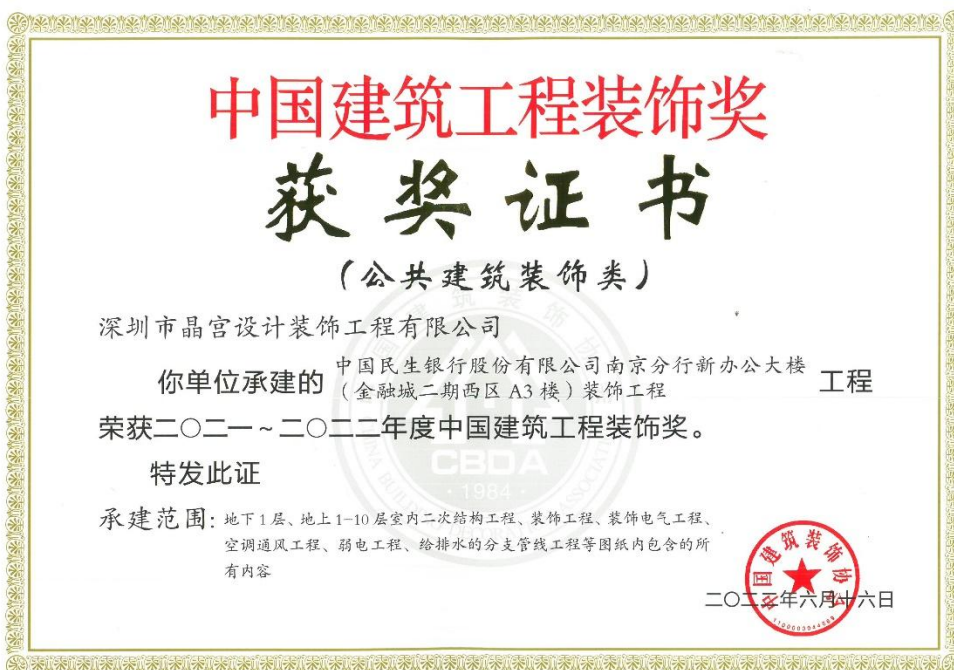 中国建筑工程装饰奖
获奖证书
(公共建筑装饰类)
深圳市晶宫设计装饰工程有限公司
你单位承建的 中国民生银行股份有限公司南京分行新办公大楼
(金融城二期西区 A3 楼)装饰工程 工程
荣获二〇二一~二〇二二年度中国建筑工程装饰奖。
特发此证
CBDA
·1984·
承建范围: 地下1层、地上1-10层室内二次结构工程、装饰工程、装饰电气工程、
空调通风工程、弱电工程、给排水的分支管线工程等图纸内包含的所
有内容
中国建筑装饰协会
二〇二三年六月十六日